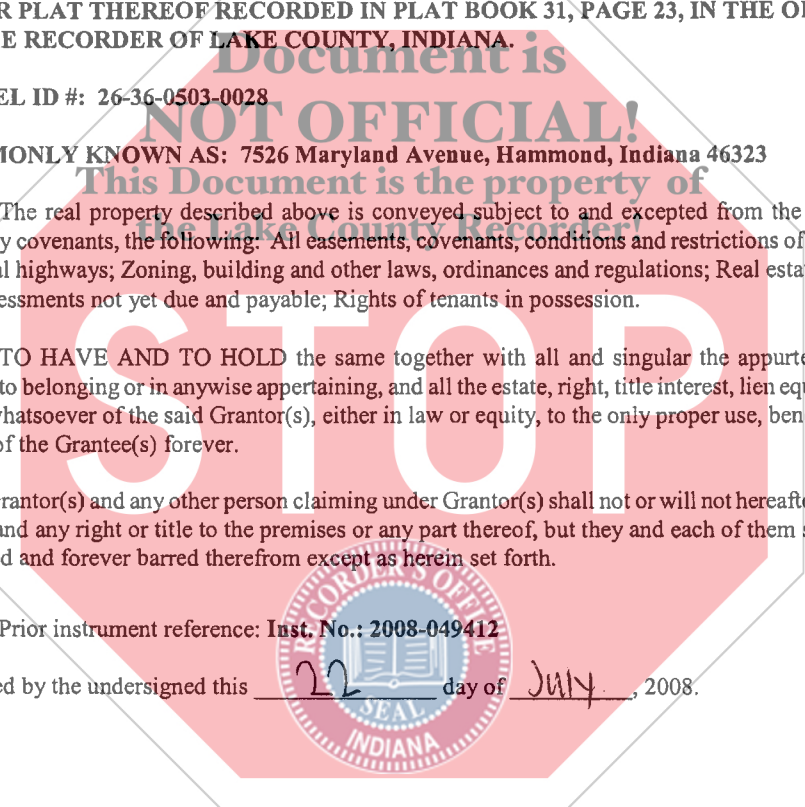 R PLAT THEREOF RECORDED IN PLAT BOOK 31, PAGE 23, IN THE O
E RECORDER OF LAKE COUNTY, INDIANA.
Document is
EL ID #: 26-36-0503-0028
NOT OFFICIAL!
MONLY KNOWN AS: 7526 Maryland Avenue, Hammond, Indiana 46323
This Document is the property of
The real property described above is conveyed subject to and excepted from the
the Lake County Recorder!
y covenants, the following: All easements, covenants, conditions and restrictions of
l highways; Zoning, building and other laws, ordinances and regulations; Real esta
essments not yet due and payable; Rights of tenants in possession.
STOP
TO HAVE AND TO HOLD the same together with all and singular the appurte
to belonging or in anywise appertaining, and all the estate, right, title interest, lien equ
hatsoever of the said Grantor(s), either in law or equity, to the only proper use, ben
of the Grantee(s) forever.
rantor(s) and any other person claiming under Grantor(s) shall not or will not hereafte
and any right or title to the premises or any part thereof, but they and each of them s
d and forever barred therefrom except as herein set forth.
RECORDER'S OFFICE
Prior instrument reference: Inst. No.: 2008-049412
ed by the undersigned this 22 day of July, 2008.
SEAL
INDIANA